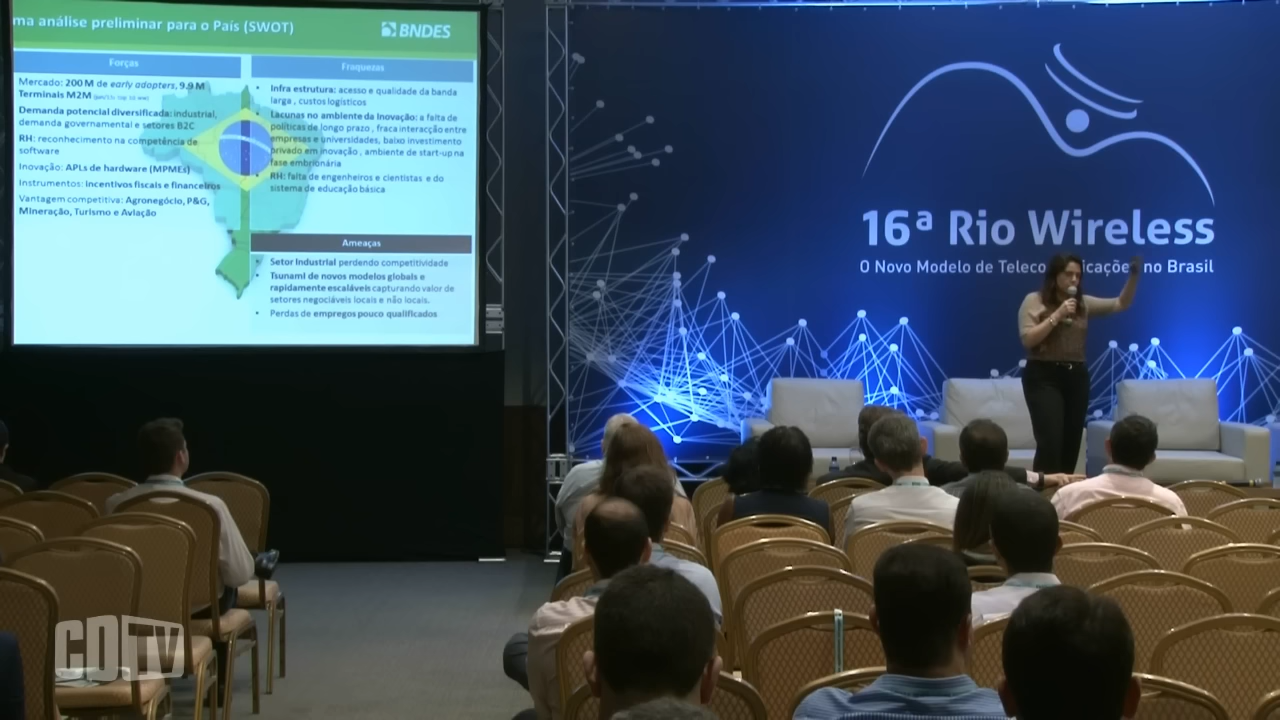 ma análise preliminar para o País (SWOT)
BNDES
Forças
Mercado: 200 M de early adopters, 9.9 M
Terminais M2M
Demanda potencial diversificada: industrial,
demanda governamental e setores B2C
RH: reconhecimento na competência de
software
Inovação: APLs de hardware (MPMEs)
Instrumentos: incentivos fiscais e financeiros
Vantagem competitiva: Agronegócio, P&G,
Mineração, Turismo e Aviação
Fraquezas
• Infra estrutura: acesso e qualidade da banda
larga , custos logísticos
• Lacunas no ambiente da Inovação: a falta de
políticas de longo prazo , fraca interacção entre
empresas e universidades, baixo investimento
privado em inovação , ambiente de start-up na
fase embrionária
• RH: falta de engenheiros e cientistas e do
sistema de educação básica
Ameaças
• Setor Industrial perdendo competitividade
• Tsunami de novos modelos globais e
rapidamente escaláveis capturando valor de
setores negociáveis locais e não locais.
• Perdas de empregos pouco qualificados
16ª Rio Wireless
O Novo Modelo de Teleco icações no Brasil
CDTV